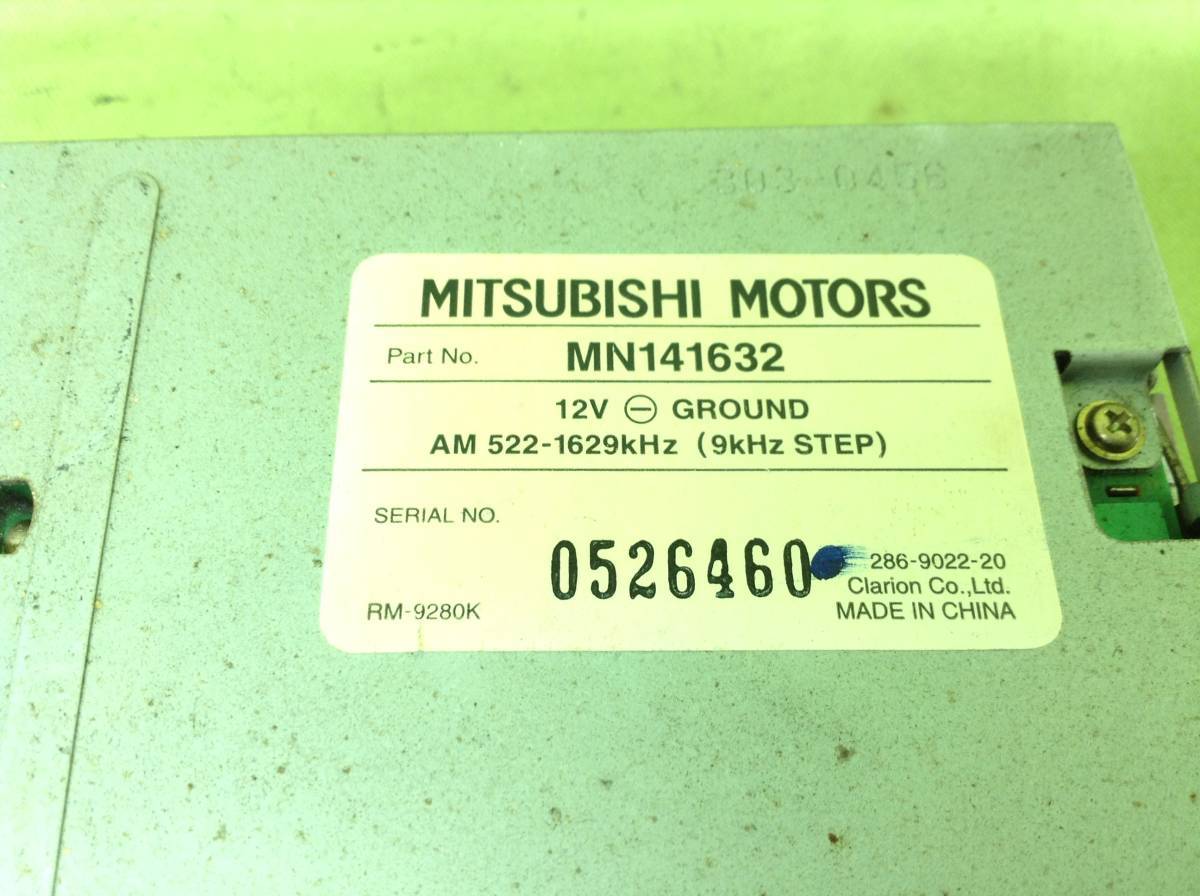 MITSUBISHI MOTORS
Part No. MN141632
12V ⊖ GROUND
AM 522-1629kHz (9kHz STEP)
SERIAL NO.
0526460
286-9022-20
Clarion Co.,Ltd.
RM-9280K MADE IN CHINA